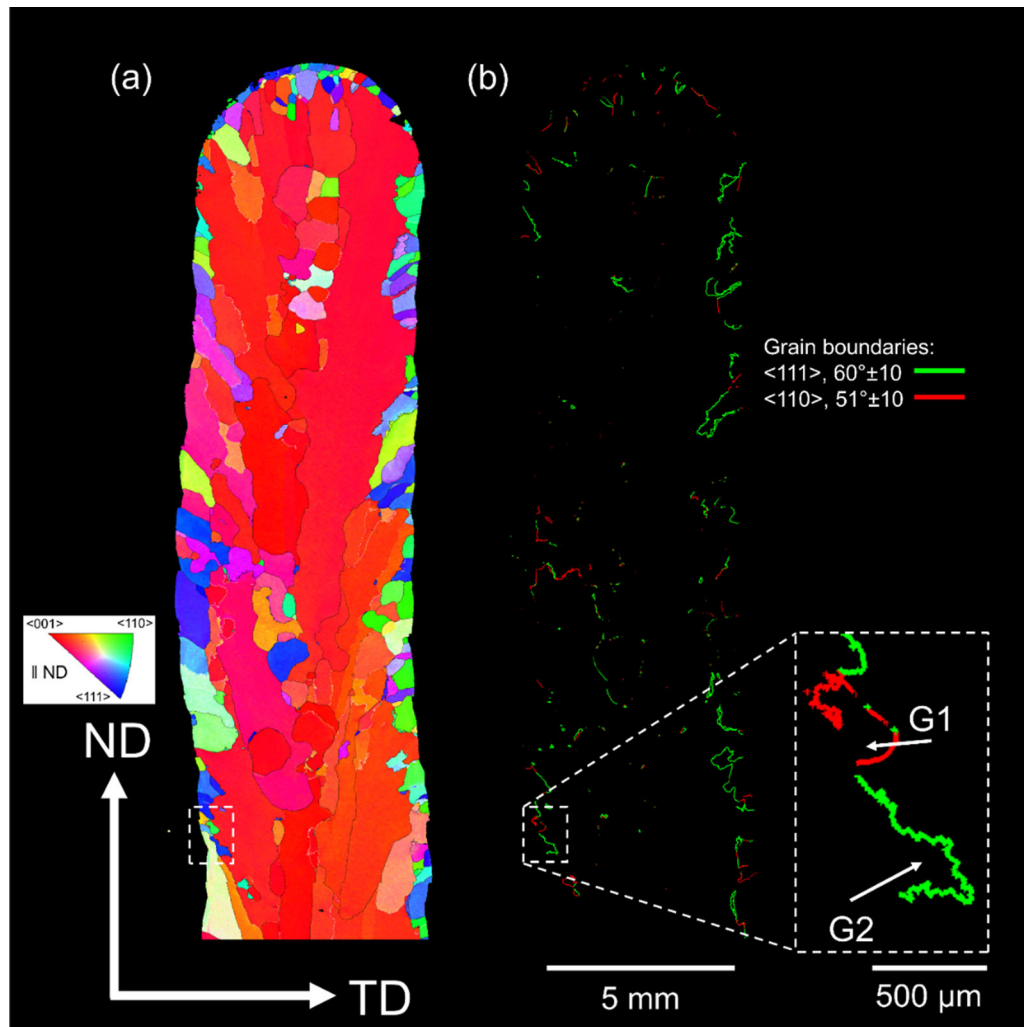 (a)
(b)
Grain boundaries:
<111>, 60°±10
<110>, 51°±10
<001>
<110>
|| ND
<111>
ND
TD
G1
G2
5 mm
500 µm